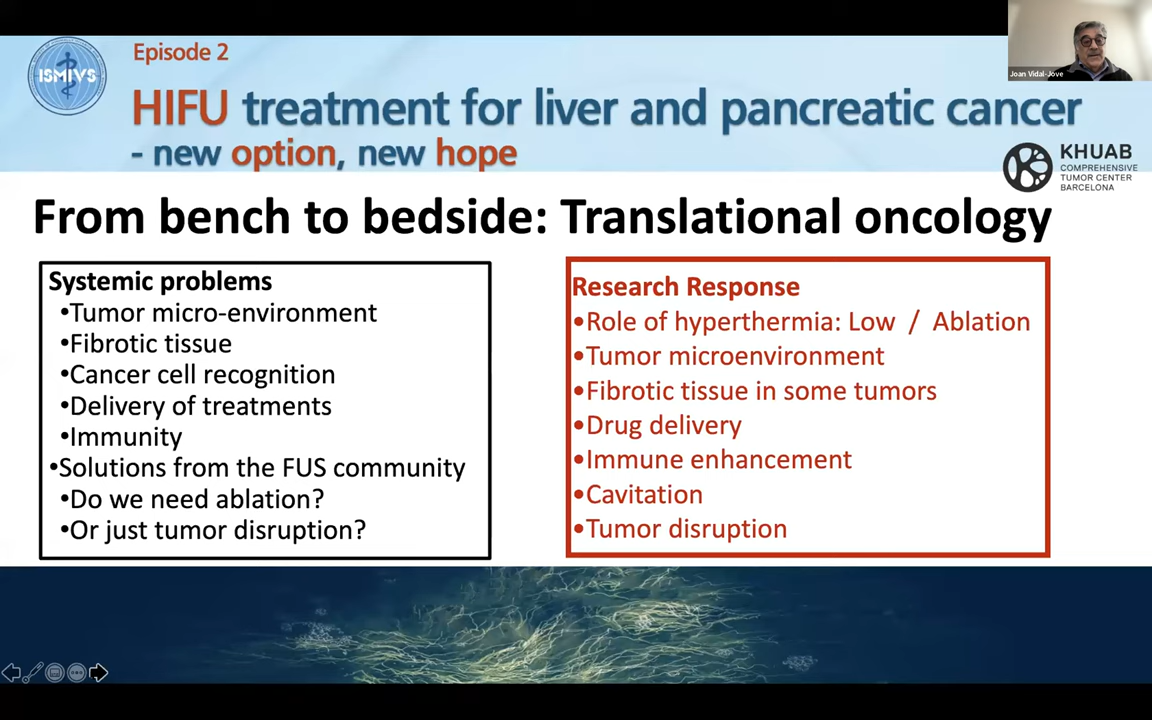 Episode 2
ISMIVS
HIFU treatment for liver and pancreatic cancer
- new option, new hope
Joan Vidal-Jove
KHUAB
COMPREHENSIVE
TUMOR CENTER
BARCELONA
From bench to bedside: Translational oncology
Systemic problems
•Tumor micro-environment
•Fibrotic tissue
•Cancer cell recognition
•Delivery of treatments
•Immunity
•Solutions from the FUS community
•Do we need ablation?
•Or just tumor disruption?
Research Response
•Role of hyperthermia: Low / Ablation
•Tumor microenvironment
•Fibrotic tissue in some tumors
•Drug delivery
•Immune enhancement
•Cavitation
•Tumor disruption